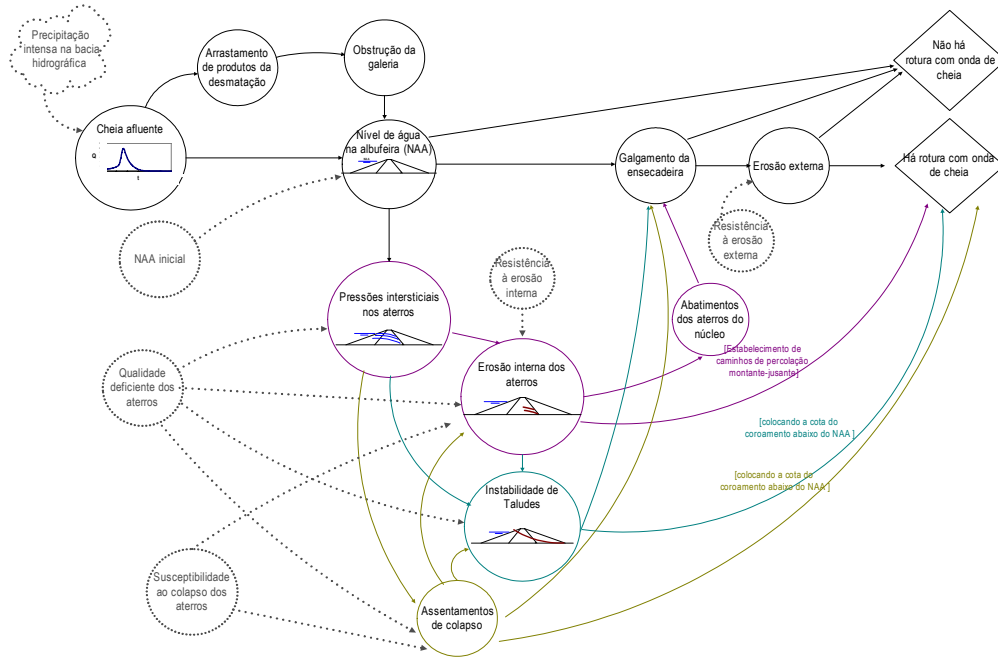 Precipitação
intensa na bacia
hidrográfica
Arrastamento
de produtos da
desmatação
Obstrução da
galeria
Não há
rotura com onda de
cheia
Cheia afluente
Q
t
Nível de água
na albufeira (NAA)
Galgamento da
ensecadeira
Erosão externa
Há rotura com onda
de cheia
NAA inicial
Resistência
à erosão
externa
Resistência
à erosão
interna
Pressões intersticiais
nos aterros
Abatimentos
dos aterros do
núcleo
[Estabelecimento de
caminhos de percolação
montante-jusante]
Qualidade
deficiente dos
aterros
Erosão interna dos
aterros
[colocando a cota do
coroamento abaixo do NAA ]
[colocando a cota do
coroamento abaixo do NAA ]
Instabilidade de
Taludes
Susceptibilidade
ao colapso dos
aterros
Assentamentos
de colapso